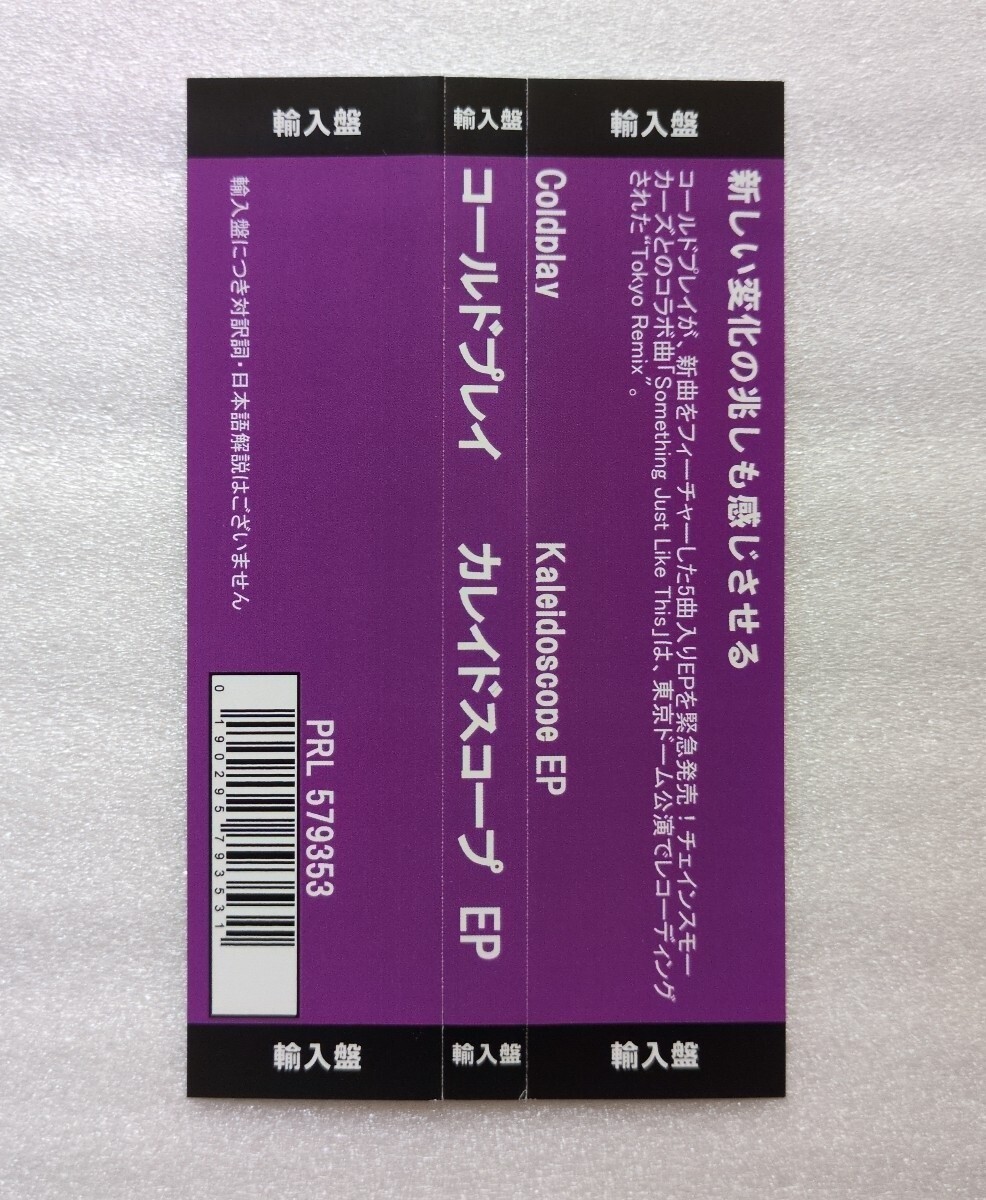 輸入盤
輸入盤
輸入盤
新しい変化の兆しも感じさせる
コールドプレイが、新曲をフィーチャーした5曲入りEPを緊急発売！チェインスモー
カーズとのコラボ曲「Something Just Like This」は、東京ドーム公演でレコーディング
された“Tokyo Remix”。
Coldplay Kaleidoscope EP
コールドプレイ カレイドスコープ EP
輸入盤につき対訳詞・日本語解説はございません
PRL 579353
0 190295 793531
輸入盤
輸入盤
輸入盤